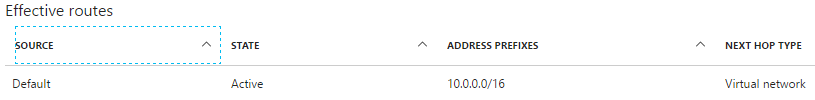 Effective routes
SOURCE STATE ADDRESS PREFIXES NEXT HOP TYPE
Default Active 10.0.0.0/16 Virtual network